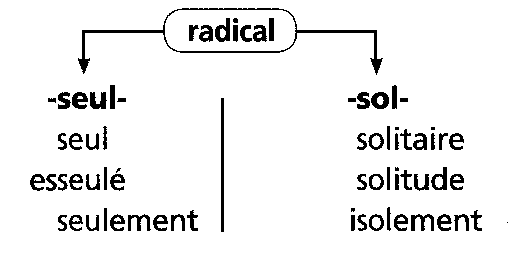 radical
-seul- -sol-
seul solitaire
esseulé solitude
seulement isolement